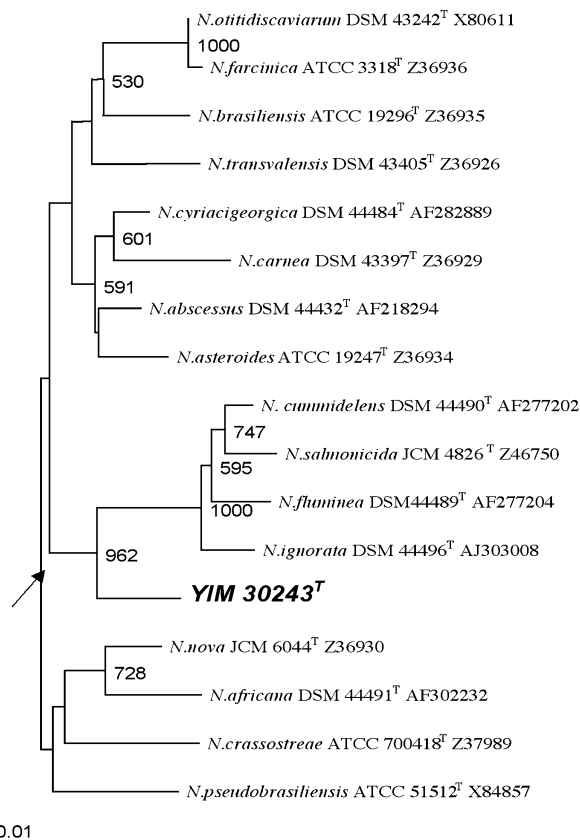 N.otitidiscaviarum DSM 43242T X80611
1000
N.farcinica ATCC 3318T Z36936
530
N.brasiliensis ATCC 19296T Z36935
N.transvalensis DSM 43405T Z36926
N.cyriacigeorgica DSM 44484T AF282889
601
N.carnea DSM 43397T Z36929
591
N.abscessus DSM 44432T AF218294
N.asteroides ATCC 19247T Z36934
N. cummidelens DSM 44490T AF277202
747
N.salmonicida JCM 4826 T Z46750
595
N.fluminea DSM44489T AF277204
1000
N.ignorata DSM 44496T AJ303008
962
YIM 30243T
N.nova JCM 6044T Z36930
728
N.africana DSM 44491T AF302232
N.crassostreae ATCC 700418T Z37989
N.pseudobrasiliensis ATCC 51512T X84857
0.01